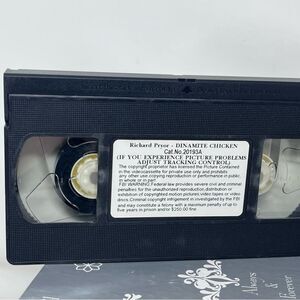 Richard Pryor - DINAMITE CHICKEN
Cat.No.20193A
(IF YOU EXPERIENCE PICTURE PROBLEMS
ADJUST TRACKING CONTROL)
The copyright proprietor has licensed the Picture Contained
in the videocassette for private use only and prohibits
any other use copying reproduction or performance in public.
in whole or in part.
FBI WARNING.Federal law provides severe civil and criminal
penalties for the unauthorized reproduction, distribution or
exhibition of copyrighted motion pictures,video tapes or video
discs.Criminal copyright infringement is investigated by the FBI
and may constitute a felony with a maximum penalty of up to
five years in prison and/or $250.00 fine
Always
&
Forever